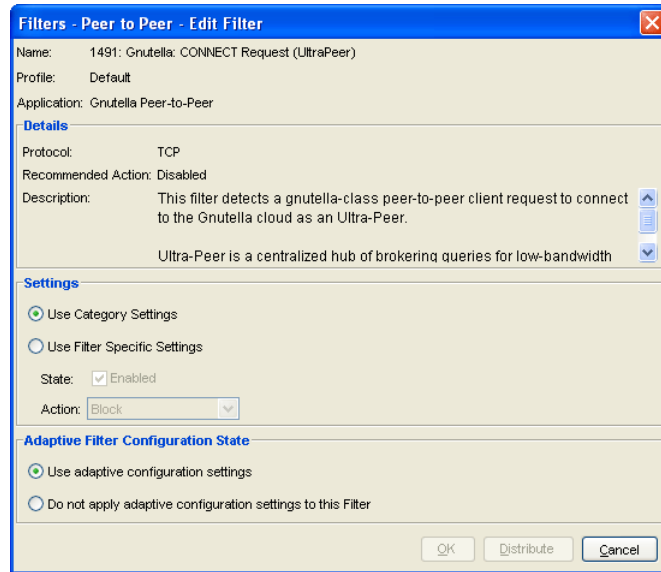 Filters - Peer to Peer - Edit Filter
Name: 1491: Gnutella: CONNECT Request (UltraPeer)
Profile: Default
Application: Gnutella Peer-to-Peer
Details
Protocol: TCP
Recommended Action: Disabled
Description: This filter detects a gnutella-class peer-to-peer client request to connect
to the Gnutella cloud as an Ultra-Peer.
Ultra-Peer is a centralized hub of brokering queries for low-bandwidth
Settings
Use Category Settings
Use Filter Specific Settings
State: Enabled
Action: Block
Adaptive Filter Configuration State
Use adaptive configuration settings
Do not apply adaptive configuration settings to this Filter
OK Distribute Cancel